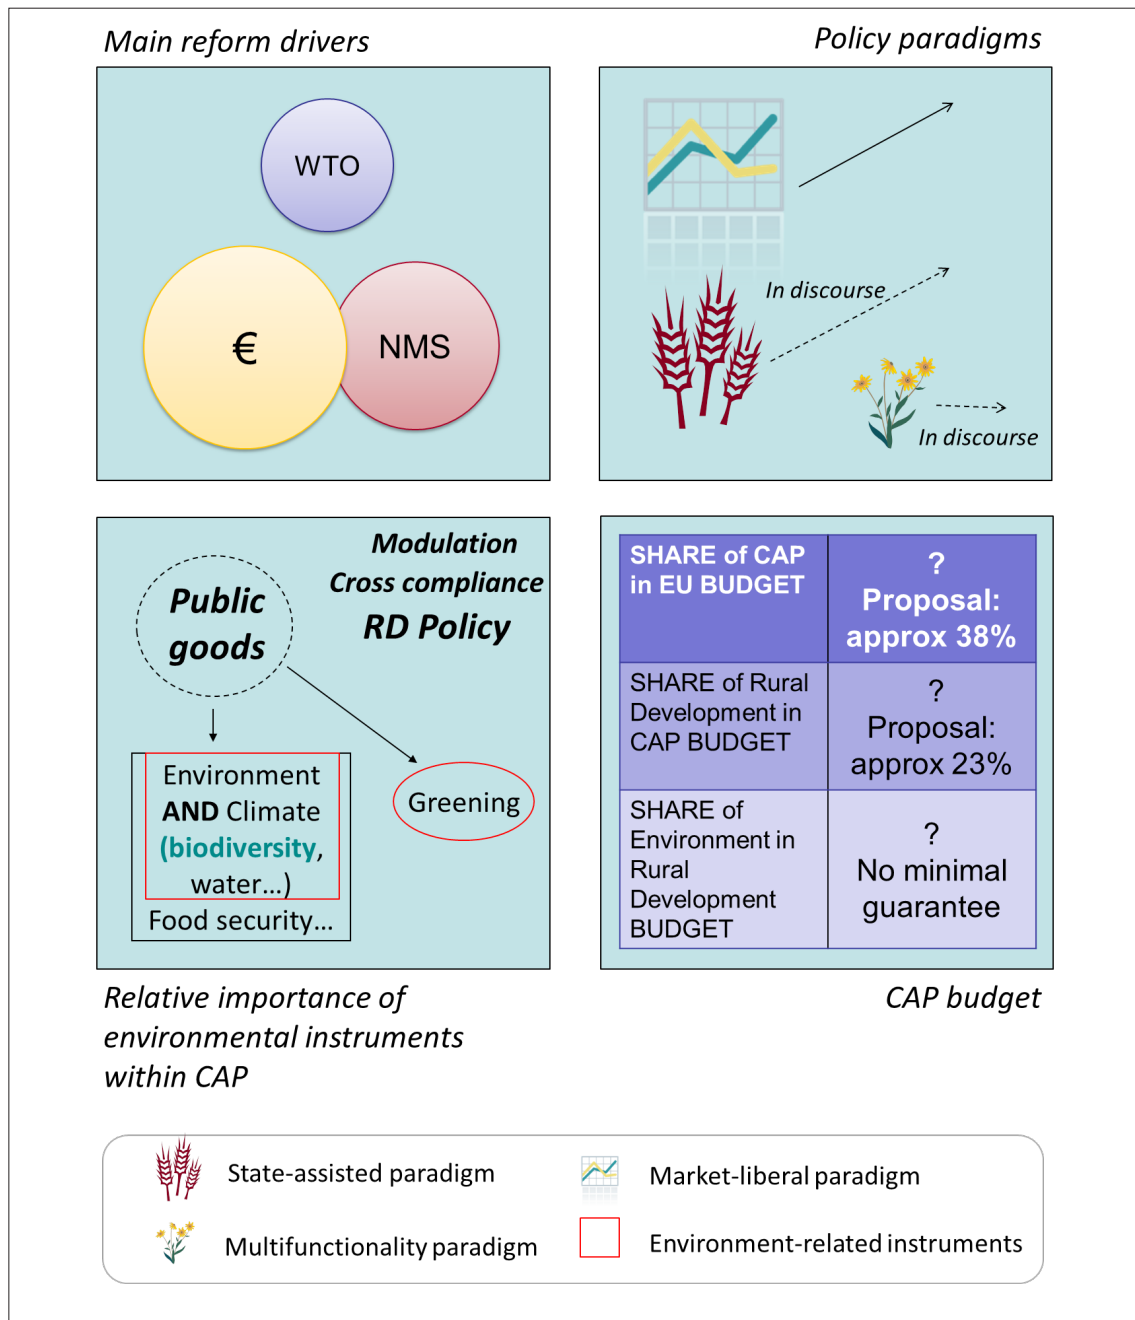 Main reform drivers
Policy paradigms
WTO
€
NMS
In discourse
In discourse
Modulation
Cross compliance
RD Policy
Public
goods
Environment
AND Climate
(biodiversity,
water...)
Food security...
Greening
SHARE of CAP
in EU BUDGET
?
Proposal:
approx 38%
SHARE of Rural
Development in
CAP BUDGET
?
Proposal:
approx 23%
SHARE of
Environment in
Rural
Development
BUDGET
?
No minimal
guarantee
Relative importance of
environmental instruments
within CAP
CAP budget
State-assisted paradigm
Market-liberal paradigm
Multifunctionality paradigm
Environment-related instruments